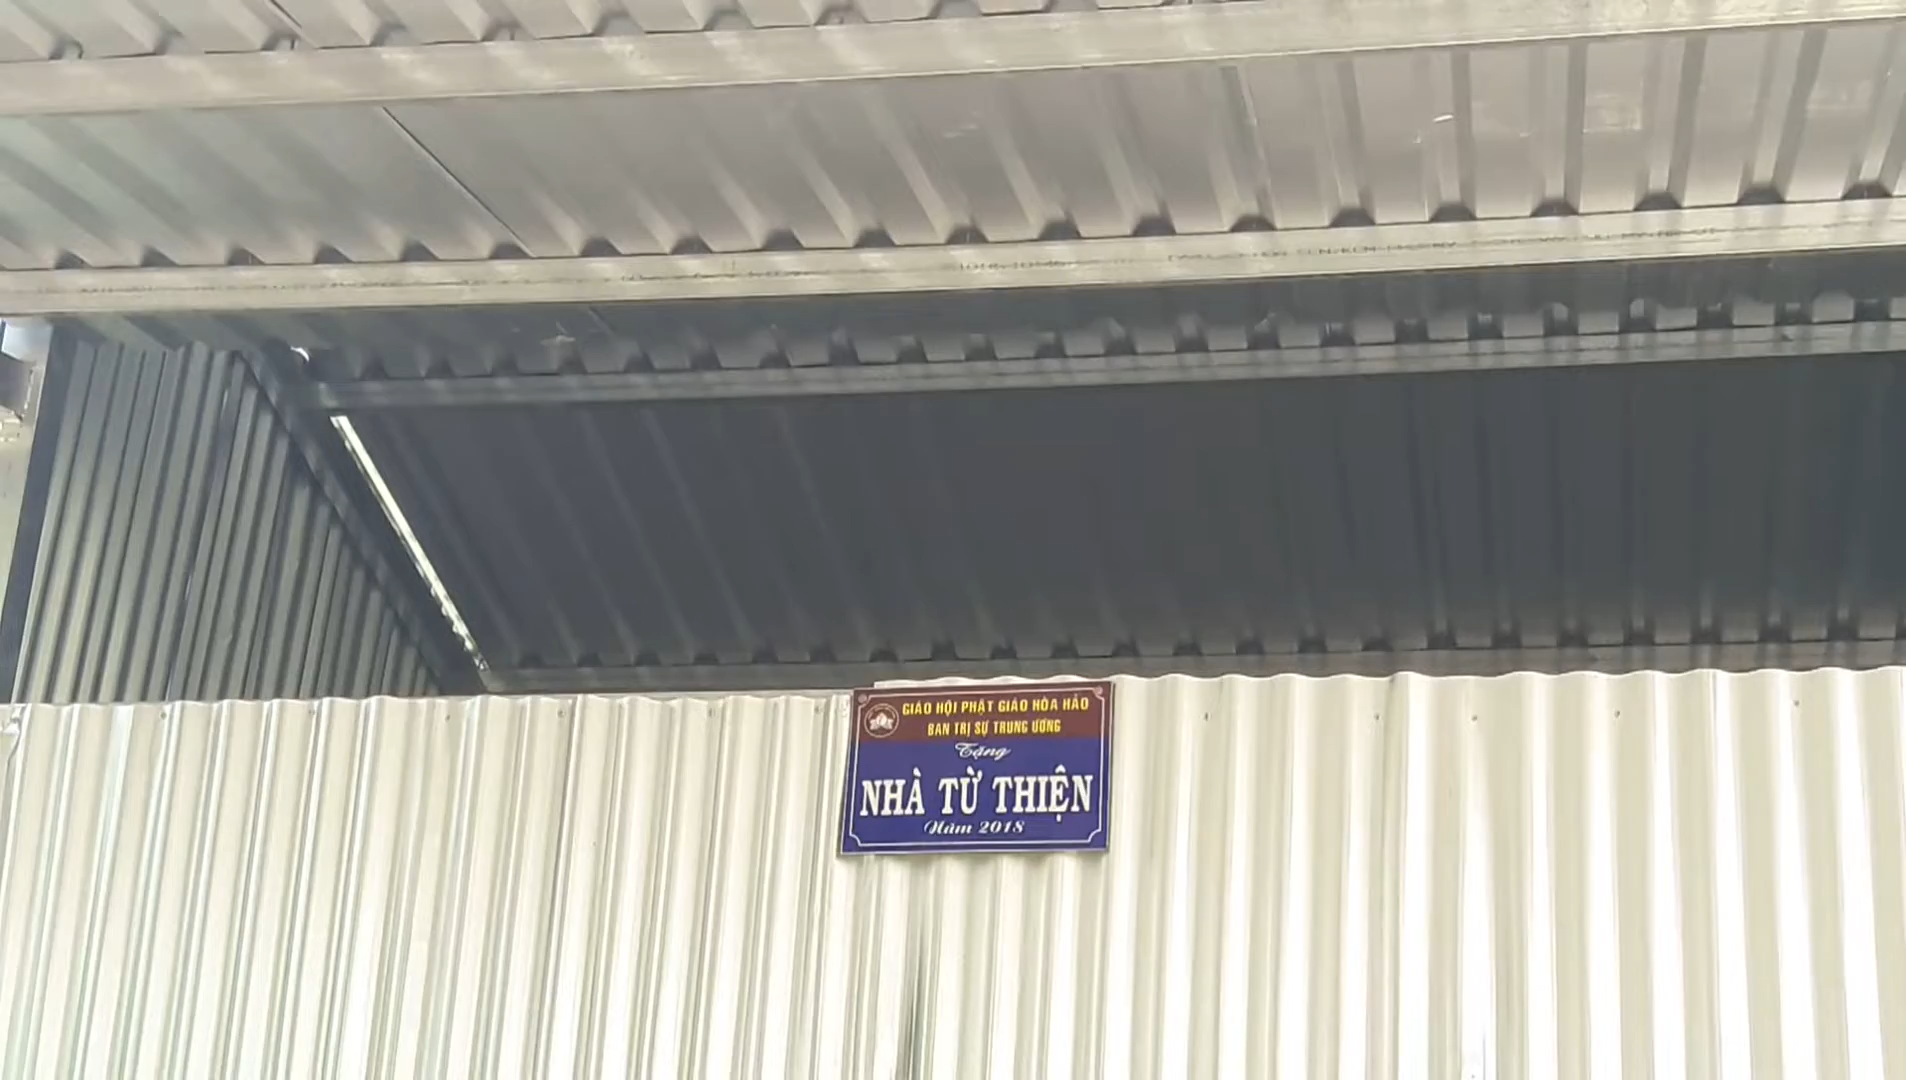 GIÁO HỘI PHẬT GIÁO HÒA HẢO
BAN TRỊ SỰ TRUNG ƯƠNG
Tặng
NHÀ TỪ THIỆN
Năm 2018